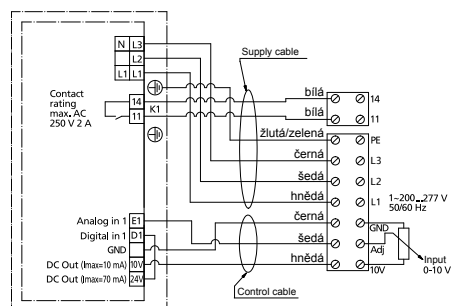 Supply cable
N L3
L2
L1 L1
Contact
rating
max. AC
250 V 2 A
14
K1
11
bílá
14
bílá
11
žlutá/zelená
PE
černá
L3
šedá
L2
hnědá
L1
1~200...277 V
50/60 Hz
Analog in 1 E1
Digital in 1 D1
GND
DC Out (Imax=10 mA) 10V
DC Out (Imax=70 mA) 24V
černá
GND
šedá
Adj
hnědá
10V
Input
0-10 V
Control cable